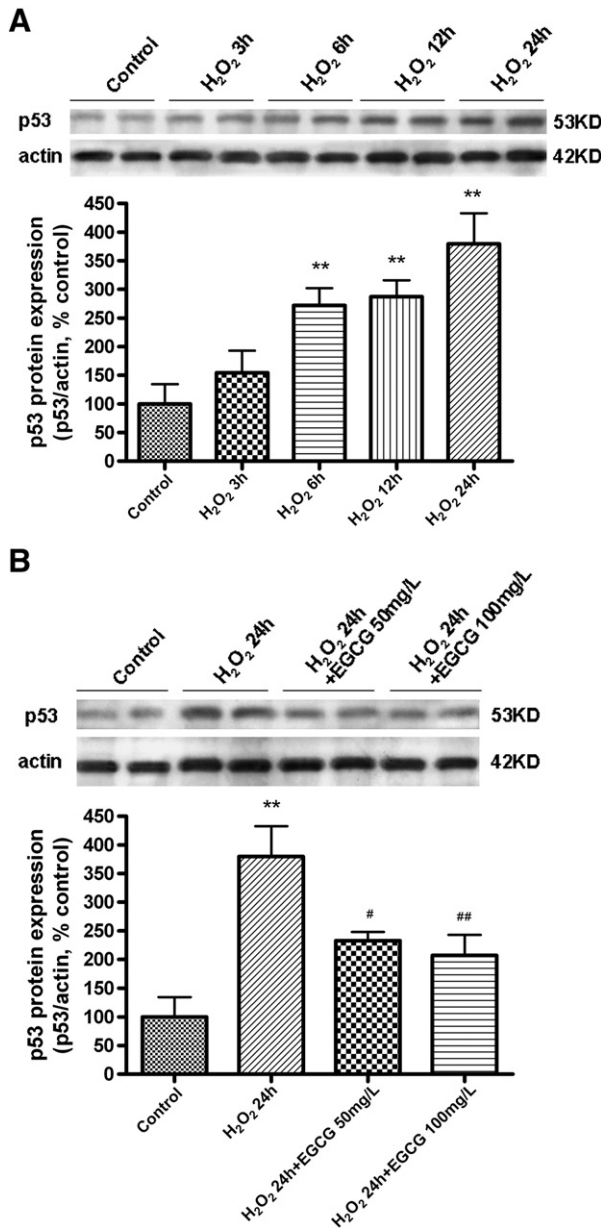 A
Control
H₂O₂ 3h
H₂O₂ 6h
H₂O₂ 12h
H₂O₂ 24h
p53
53KD
actin
42KD
p53 protein expression
(p53/actin, % control)
450
400
350
300
250
200
150
100
50
0
**
**
**
Control
H₂O₂ 3h
H₂O₂ 6h
H₂O₂ 12h
H₂O₂ 24h
B
Control
H₂O₂ 24h
H₂O₂ 24h
+EGCG 50mg/L
H₂O₂ 24h
+EGCG 100mg/L
p53
53KD
actin
42KD
p53 protein expression
(p53/actin, % control)
450
400
350
300
250
200
150
100
50
0
**
#
##
Control
H₂O₂ 24h
H₂O₂ 24h+EGCG 50mg/L
H₂O₂ 24h+EGCG 100mg/L